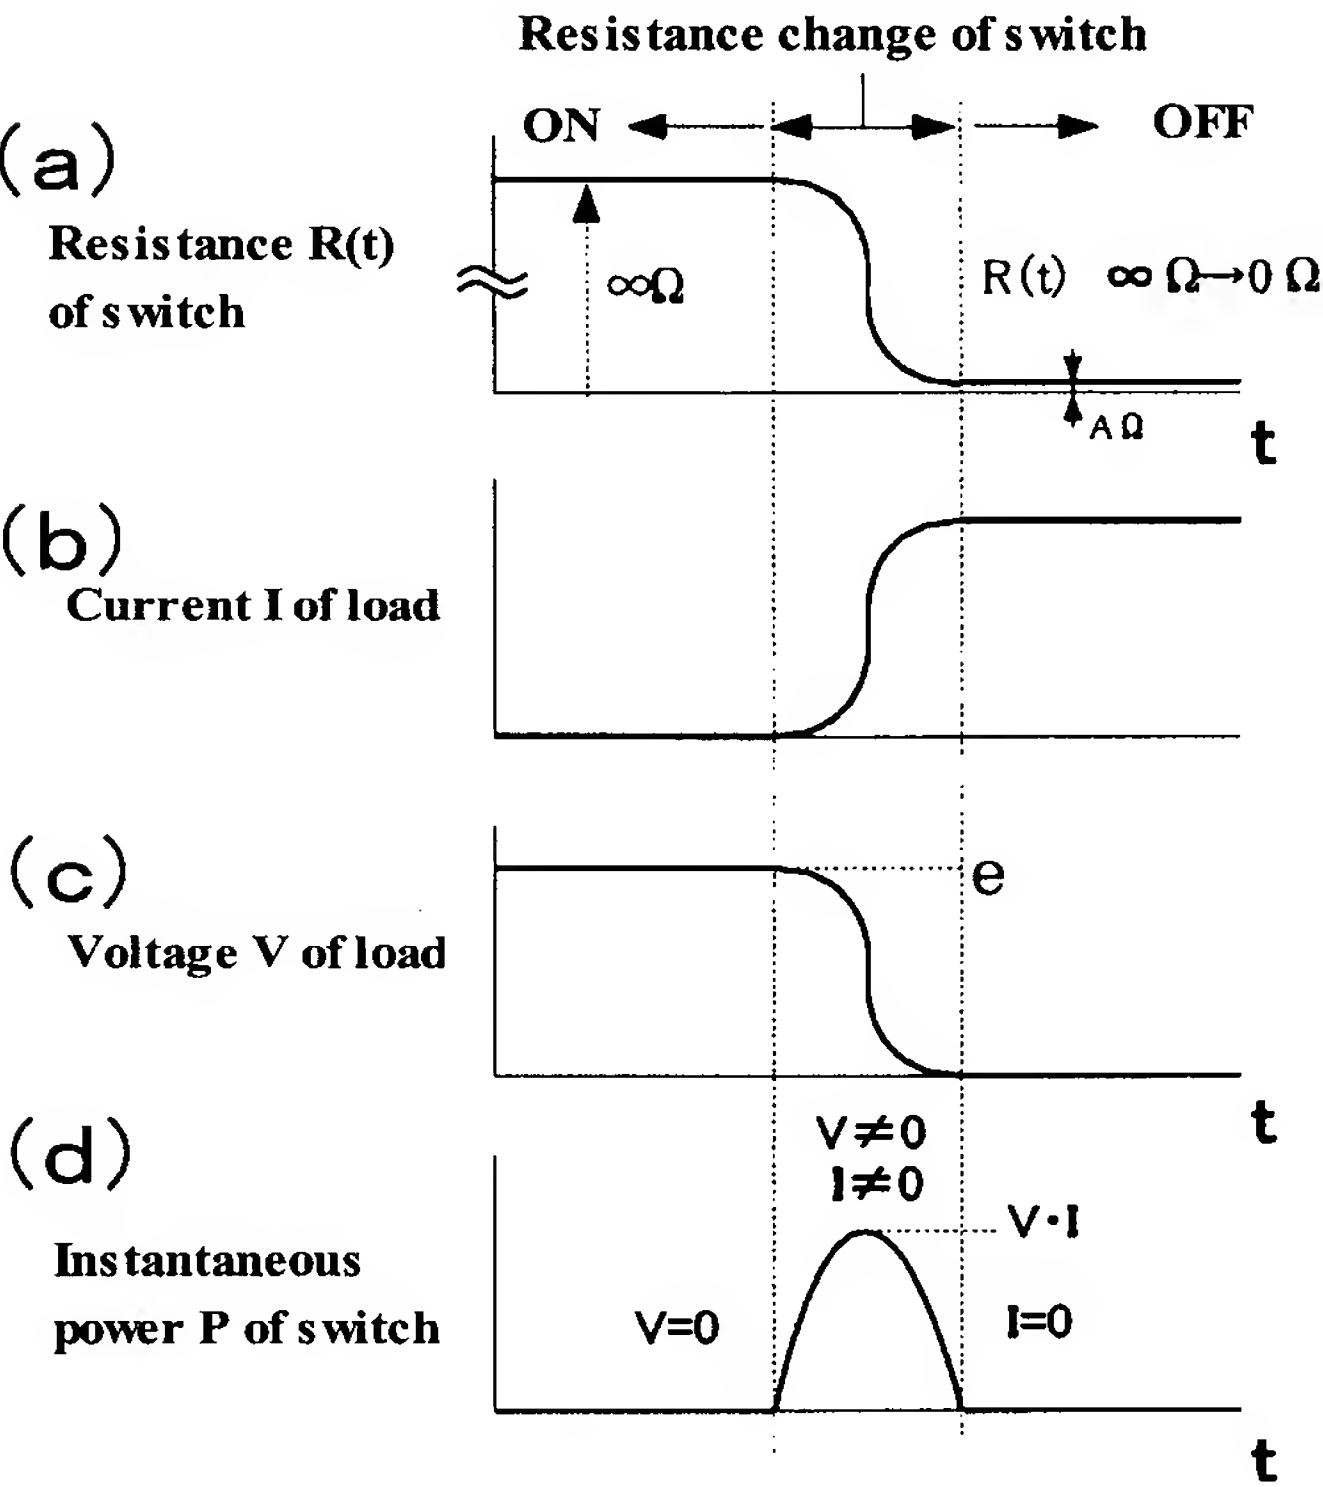 Resistance change of switch
ON
OFF
(a)
Resistance R(t)
of switch
∞Ω
R(t) ∞Ω→0 Ω
AΩ
t
(b)
Current I of load
(c)
Voltage V of load
e
t
(d)
Instantaneous
power P of switch
V≠0
I≠0
V・I
V=0
I=0
t